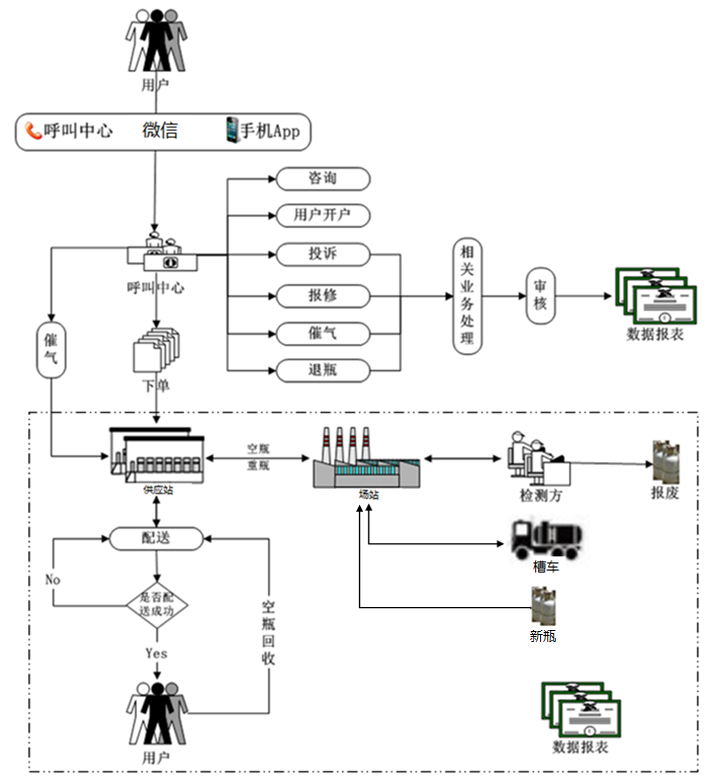 用户
呼叫中心 微信 手机App
咨询
用户开户
投诉
报修
催气
退瓶
相关业务处理
审核
数据报表
呼叫中心
催气
下单
供应站
空瓶
重瓶
场站
检测方
报废
配送
槽车
No
是否配
送成功
Yes
空瓶回收
新瓶
用户
数据报表